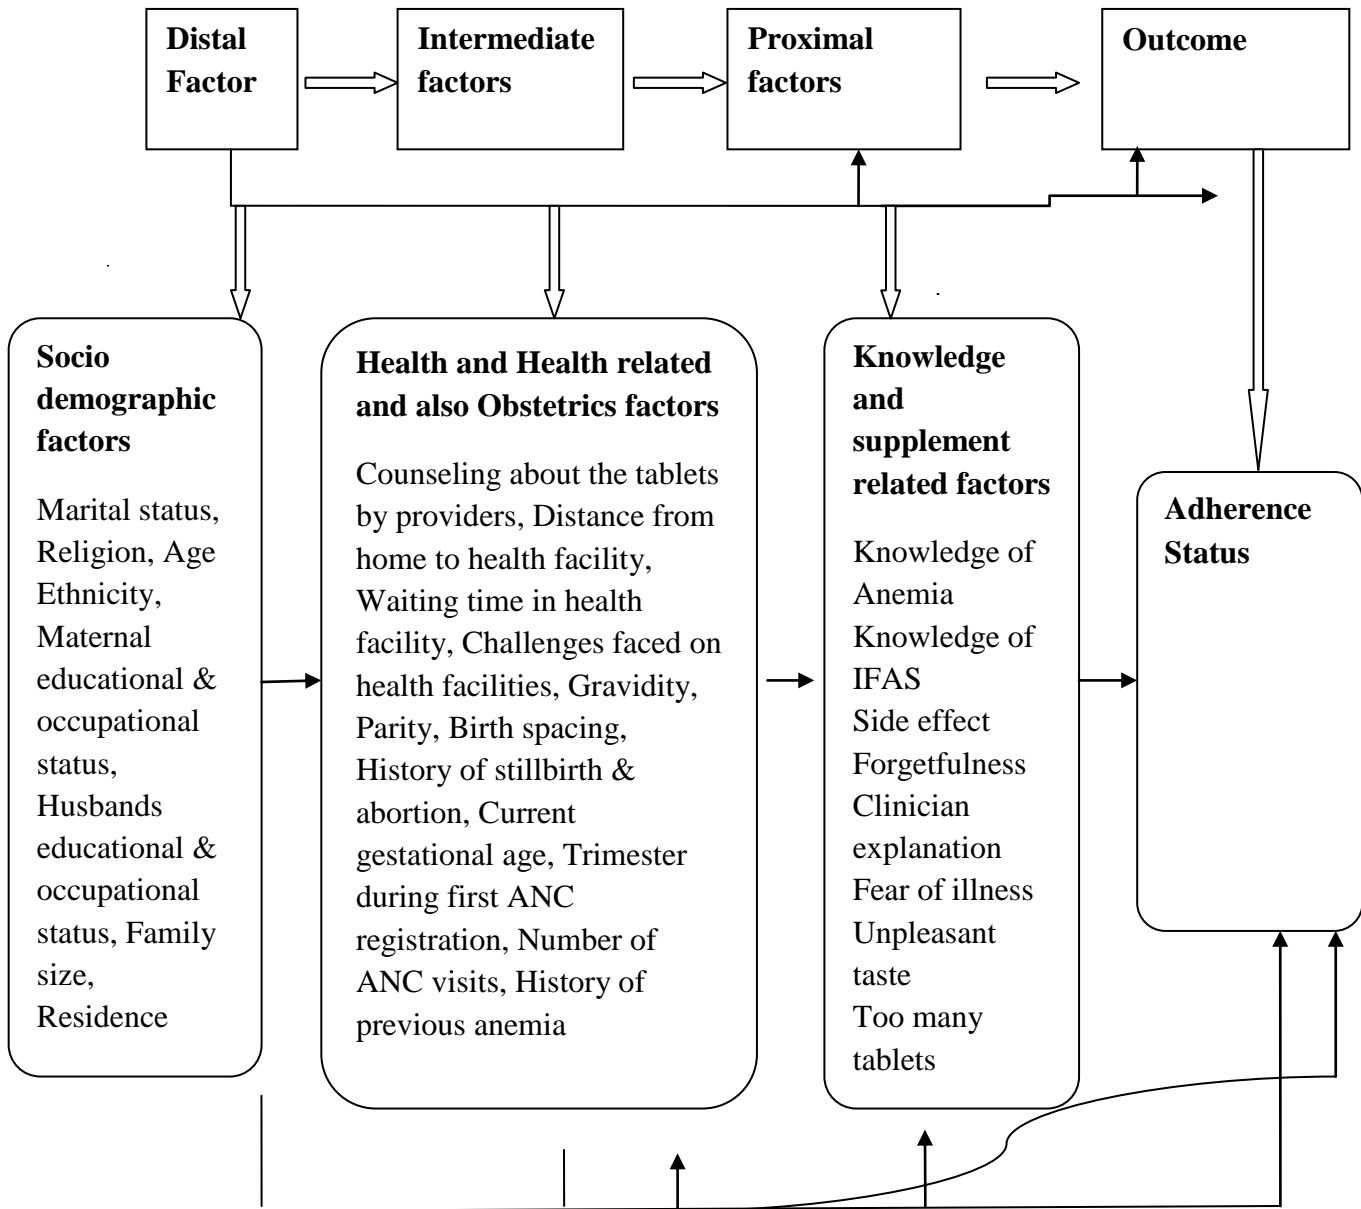 Distal
Factor
Intermediate
factors
Proximal
factors
Outcome
Socio
demographic
factors
Marital status,
Religion, Age
Ethnicity,
Maternal
educational &
occupational
status,
Husbands
educational &
occupational
status, Family
size,
Residence
Health and Health related
and also Obstetrics factors
Counseling about the tablets
by providers, Distance from
home to health facility,
Waiting time in health
facility, Challenges faced on
health facilities, Gravidity,
Parity, Birth spacing,
History of stillbirth &
abortion, Current
gestational age, Trimester
during first ANC
registration, Number of
ANC visits, History of
previous anemia
Knowledge
and
supplement
related factors
Knowledge of
Anemia
Knowledge of
IFAS
Side effect
Forgetfulness
Clinician
explanation
Fear of illness
Unpleasant
taste
Too many
tablets
Adherence
Status